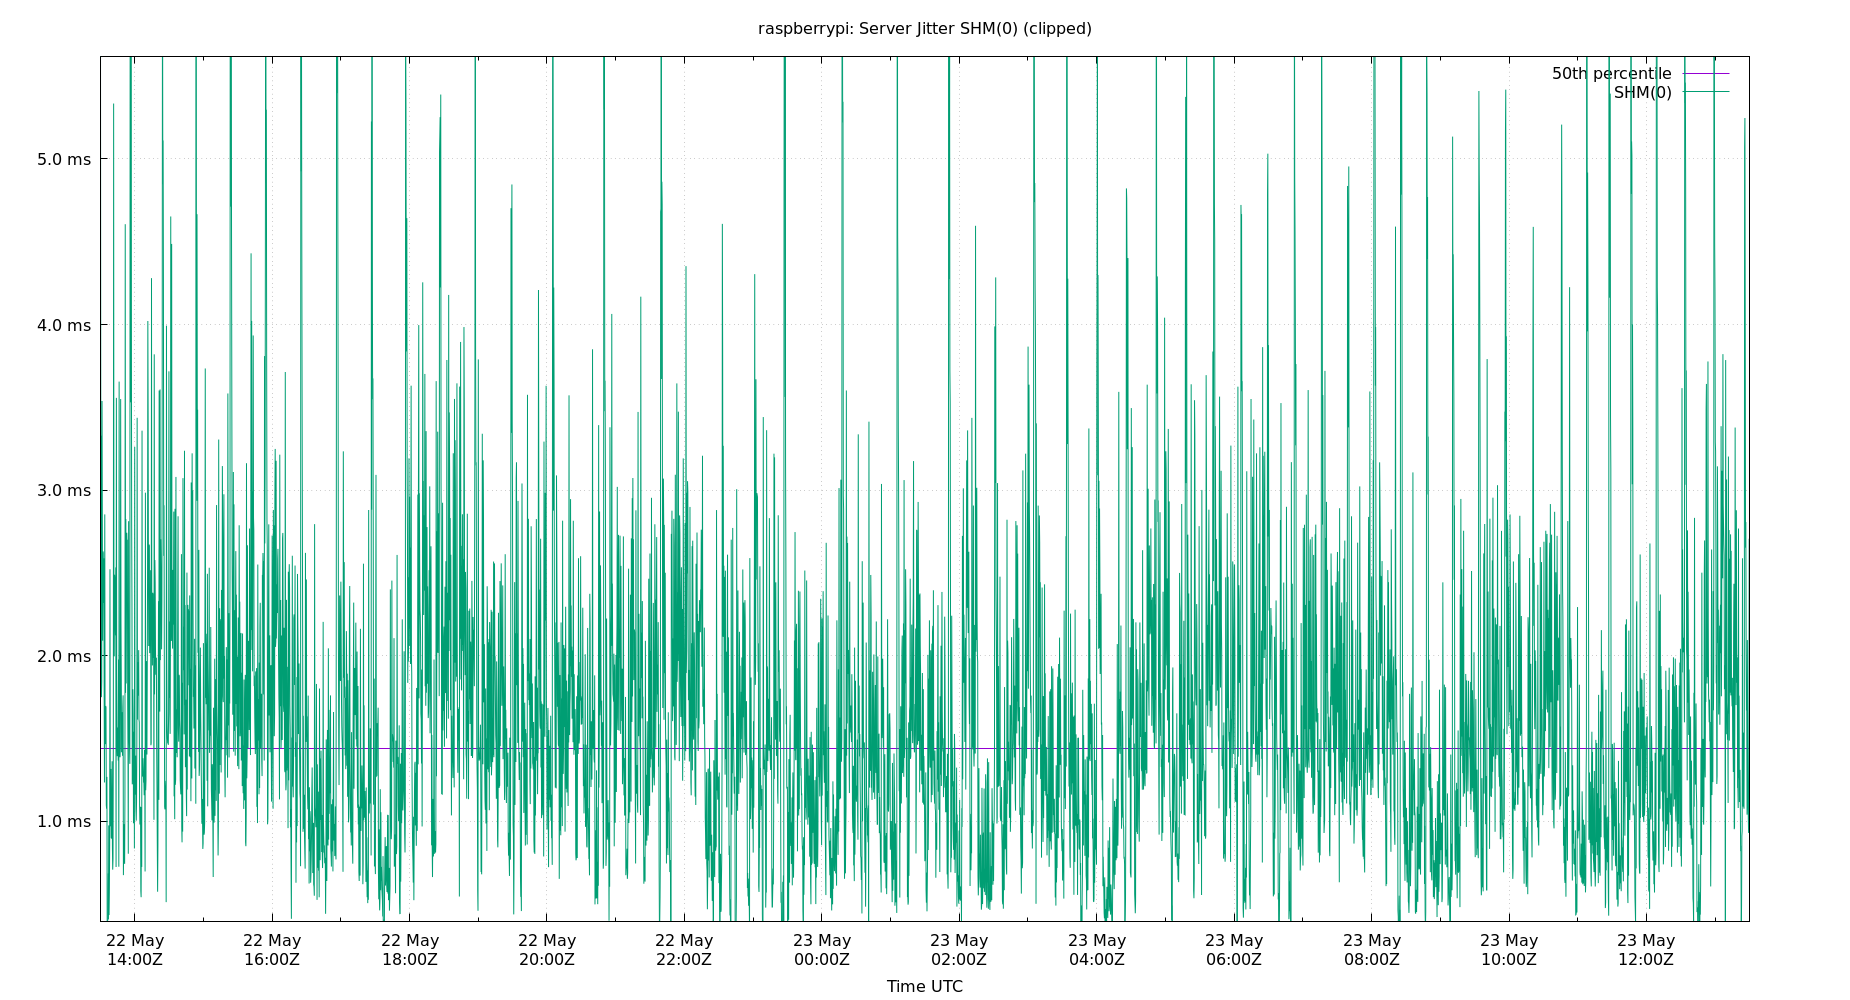 raspberrypi: Server Jitter SHM(0) (clipped)
50th percentile
SHM(0)
5.0 ms
4.0 ms
3.0 ms
2.0 ms
1.0 ms
22 May 22 May 22 May 22 May 22 May 23 May 23 May 23 May 23 May 23 May 23 May 23 May
14:00Z 16:00Z 18:00Z 20:00Z 22:00Z 00:00Z 02:00Z 04:00Z 06:00Z 08:00Z 10:00Z 12:00Z
Time UTC